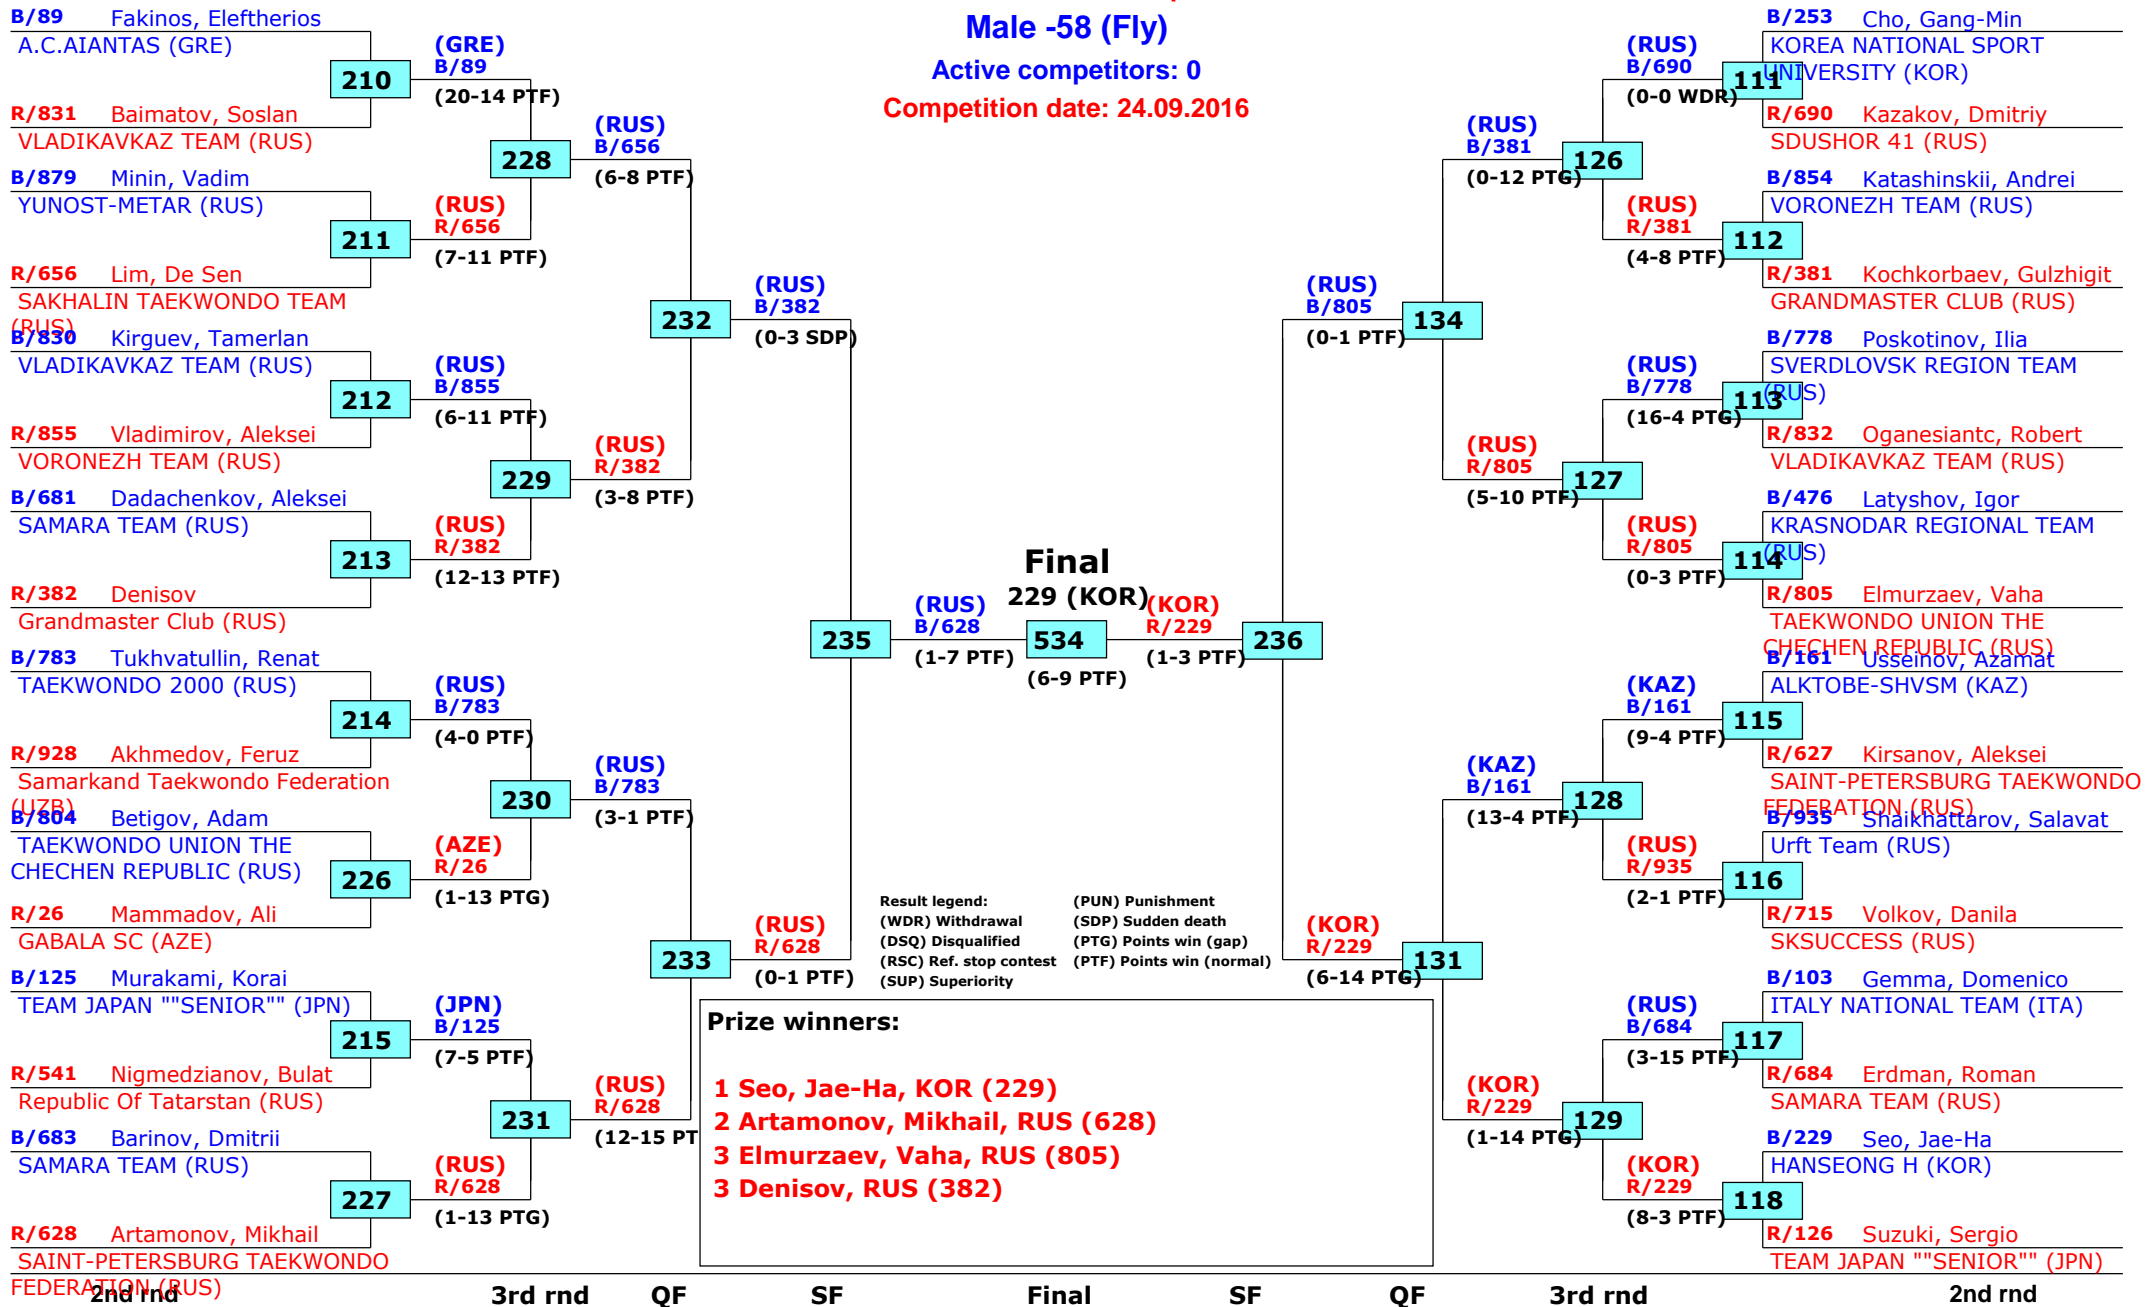 Male -58 (Fly)
Active competitors: 0
Competition date: 24.09.2016
B/89 Fakinos, Eleftherios
A.C.AIANTAS (GRE)
210
R/831 Baimatov, Soslan
VLADIKAVKAZ TEAM (RUS)
B/879 Minin, Vadim
YUNOST-METAR (RUS)
211
R/656 Lim, De Sen
SAKHALIN TAEKWONDO TEAM
(RUS)
B/830 Kirguev, Tamerlan
VLADIKAVKAZ TEAM (RUS)
212
R/855 Vladimirov, Aleksei
VORONEZH TEAM (RUS)
B/681 Dadachenkov, Aleksei
SAMARA TEAM (RUS)
213
R/382 Denisov
Grandmaster Club (RUS)
B/783 Tukhvatullin, Renat
TAEKWONDO 2000 (RUS)
214
R/928 Akhmedov, Feruz
Samarkand Taekwondo Federation
(UZB)
B/804 Betigov, Adam
TAEKWONDO UNION THE
CHECHEN REPUBLIC (RUS)
226
R/26 Mammadov, Ali
GABALA SC (AZE)
B/125 Murakami, Korai
TEAM JAPAN ""SENIOR"" (JPN)
215
R/541 Nigmedzianov, Bulat
Republic Of Tatarstan (RUS)
B/683 Barinov, Dmitrii
SAMARA TEAM (RUS)
227
R/628 Artamonov, Mikhail
SAINT-PETERSBURG TAEKWONDO
FEDERATION (RUS)
(GRE)
B/89
(20-14 PTF)
228
(RUS)
R/656
(7-11 PTF)
(RUS)
B/855
(6-11 PTF)
229
(RUS)
R/382
(12-13 PTF)
(RUS)
B/783
(4-0 PTF)
230
(AZE)
R/26
(1-13 PTG)
(JPN)
B/125
(7-5 PTF)
231
(RUS)
R/628
(1-13 PTG)
(RUS)
B/656
(6-8 PTF)
232
(RUS)
R/382
(3-8 PTF)
(RUS)
B/783
(3-1 PTF)
233
(RUS)
R/628
(12-15 PT
(RUS)
B/382
(0-3 SDP)
235
(RUS)
R/628
(0-1 PTF)
(RUS)
B/628
(1-7 PTF)
Final
229 (KOR)
534
(6-9 PTF)
(KOR)
R/229
(1-3 PTF)
236
(RUS)
B/805
(0-1 PTF)
134
(KOR)
R/229
(6-14 PTG)
131
(RUS)
B/381
(0-12 PTG)
126
(RUS)
R/805
(5-10 PTF)
127
(KAZ)
B/161
(13-4 PTF)
128
(KOR)
R/229
(1-14 PTG)
129
(RUS)
B/690
(0-0 WDR)
(RUS)
R/381
(4-8 PTF)
(RUS)
B/778
(16-4 PTG)
(RUS)
R/805
(0-3 PTF)
(KAZ)
B/161
(9-4 PTF)
(RUS)
R/935
(2-1 PTF)
(RUS)
B/684
(3-15 PTF)
(KOR)
R/229
(8-3 PTF)
B/253 Cho, Gang-Min
KOREA NATIONAL SPORT
UNIVERSITY (KOR)
111
R/690 Kazakov, Dmitriy
SDUSHOR 41 (RUS)
B/854 Katashinskii, Andrei
VORONEZH TEAM (RUS)
112
R/381 Kochkorbaev, Gulzhigit
GRANDMASTER CLUB (RUS)
B/778 Poskotinov, Ilia
SVERDLOVSK REGION TEAM
(RUS)
113
R/832 Oganesiantc, Robert
VLADIKAVKAZ TEAM (RUS)
B/476 Latyshov, Igor
KRASNODAR REGIONAL TEAM
(RUS)
114
R/805 Elmurzaev, Vaha
TAEKWONDO UNION THE
CHECHEN REPUBLIC (RUS)
B/161 Usseinov, Azamat
ALKTOBE-SHVSM (KAZ)
115
R/627 Kirsanov, Aleksei
SAINT-PETERSBURG TAEKWONDO
FEDERATION (RUS)
B/935 Shaikhattarov, Salavat
Urft Team (RUS)
116
R/715 Volkov, Danila
SKSUCCESS (RUS)
B/103 Gemma, Domenico
ITALY NATIONAL TEAM (ITA)
117
R/684 Erdman, Roman
SAMARA TEAM (RUS)
B/229 Seo, Jae-Ha
HANSEONG H (KOR)
118
R/126 Suzuki, Sergio
TEAM JAPAN ""SENIOR"" (JPN)
Result legend:
(WDR) Withdrawal
(DSQ) Disqualified
(RSC) Ref. stop contest
(SUP) Superiority
(PUN) Punishment
(SDP) Sudden death
(PTG) Points win (gap)
(PTF) Points win (normal)
Prize winners:
1 Seo, Jae-Ha, KOR (229)
2 Artamonov, Mikhail, RUS (628)
3 Elmurzaev, Vaha, RUS (805)
3 Denisov, RUS (382)
2nd rnd 3rd rnd QF SF Final SF QF 3rd rnd 2nd rnd